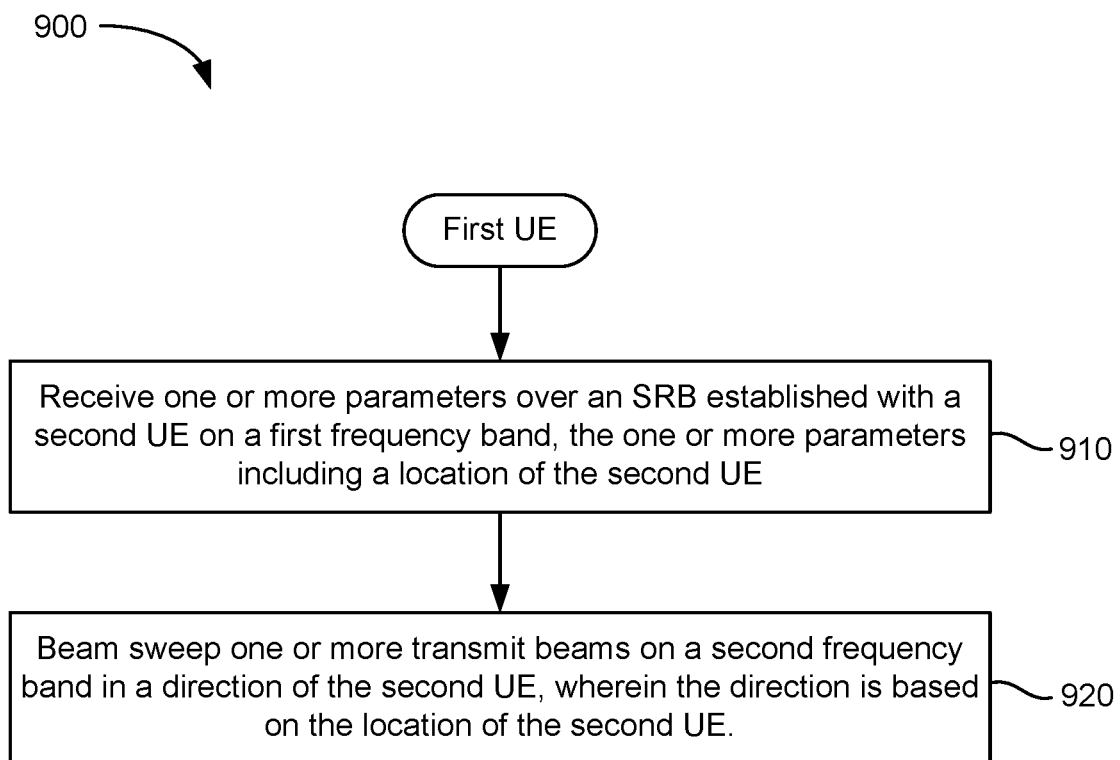 900
First UE
Receive one or more parameters over an SRB established with a
second UE on a first frequency band, the one or more parameters
including a location of the second UE
910
Beam sweep one or more transmit beams on a second frequency
band in a direction of the second UE, wherein the direction is based
on the location of the second UE.
920